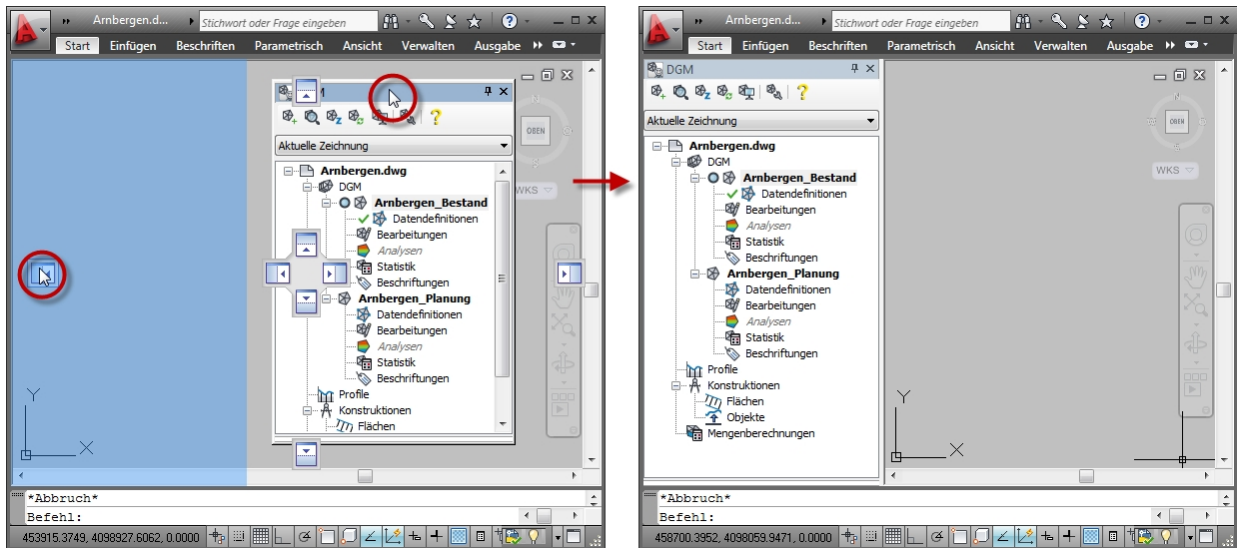 Arnbergen.d...
Stichwort oder Frage eingeben
Start Einfügen Beschriften Parametrisch Ansicht Verwalten Ausgabe
OBEN
WKS
Aktuelle Zeichnung
Arnbergen.dwg
DGM
Arnbergen_Bestand
Datendefinitionen
Bearbeitungen
Analysen
Statistik
Beschriftungen
Arnbergen_Planung
Datendefinitionen
Bearbeitungen
Analysen
Statistik
Beschriftungen
Profile
Konstruktionen
Flächen
Y
X
*Abbruch*
Befehl:
453915.3749, 4098927.6062, 0.0000
Arnbergen.d...
Stichwort oder Frage eingeben
Start Einfügen Beschriften Parametrisch Ansicht Verwalten Ausgabe
DGM
Aktuelle Zeichnung
Arnbergen.dwg
DGM
Arnbergen_Bestand
Datendefinitionen
Bearbeitungen
Analysen
Statistik
Beschriftungen
Arnbergen_Planung
Datendefinitionen
Bearbeitungen
Analysen
Statistik
Beschriftungen
Profile
Konstruktionen
Flächen
Objekte
Mengenberechnungen
OBEN
WKS
Y
X
*Abbruch*
Befehl:
458700.3952, 4098059.9471, 0.0000